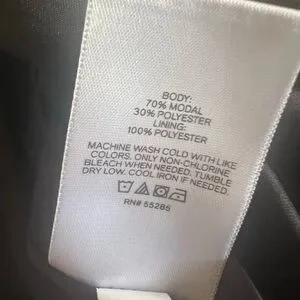 BODY:
70% MODAL
30% POLYESTER
LINING:
100% POLYESTER
MACHINE WASH COLD WITH LIKE
COLORS. ONLY NON-CHLORINE
BLEACH WHEN NEEDED. TUMBLE
DRY LOW. COOL IRON IF NEEDED.
RN# 55285